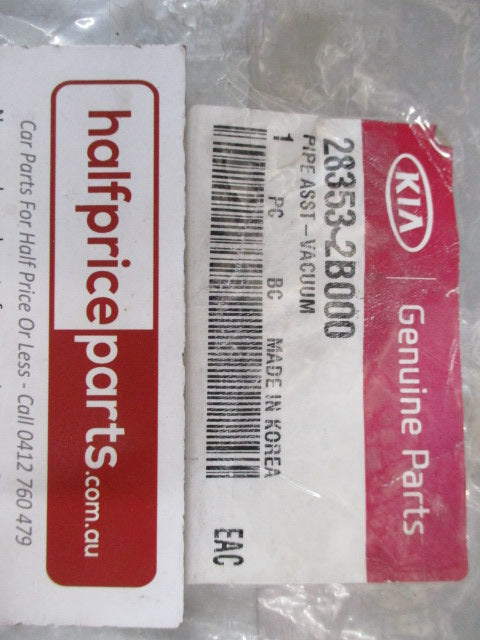 KIA Genuine Parts
28353-2B000
PIPE ASST-VACUUM
1 PC BC MADE IN KOREA
EAC
halfpriceparts.com.au
Car Parts For Half Price Or Less - Call 0412 760 479